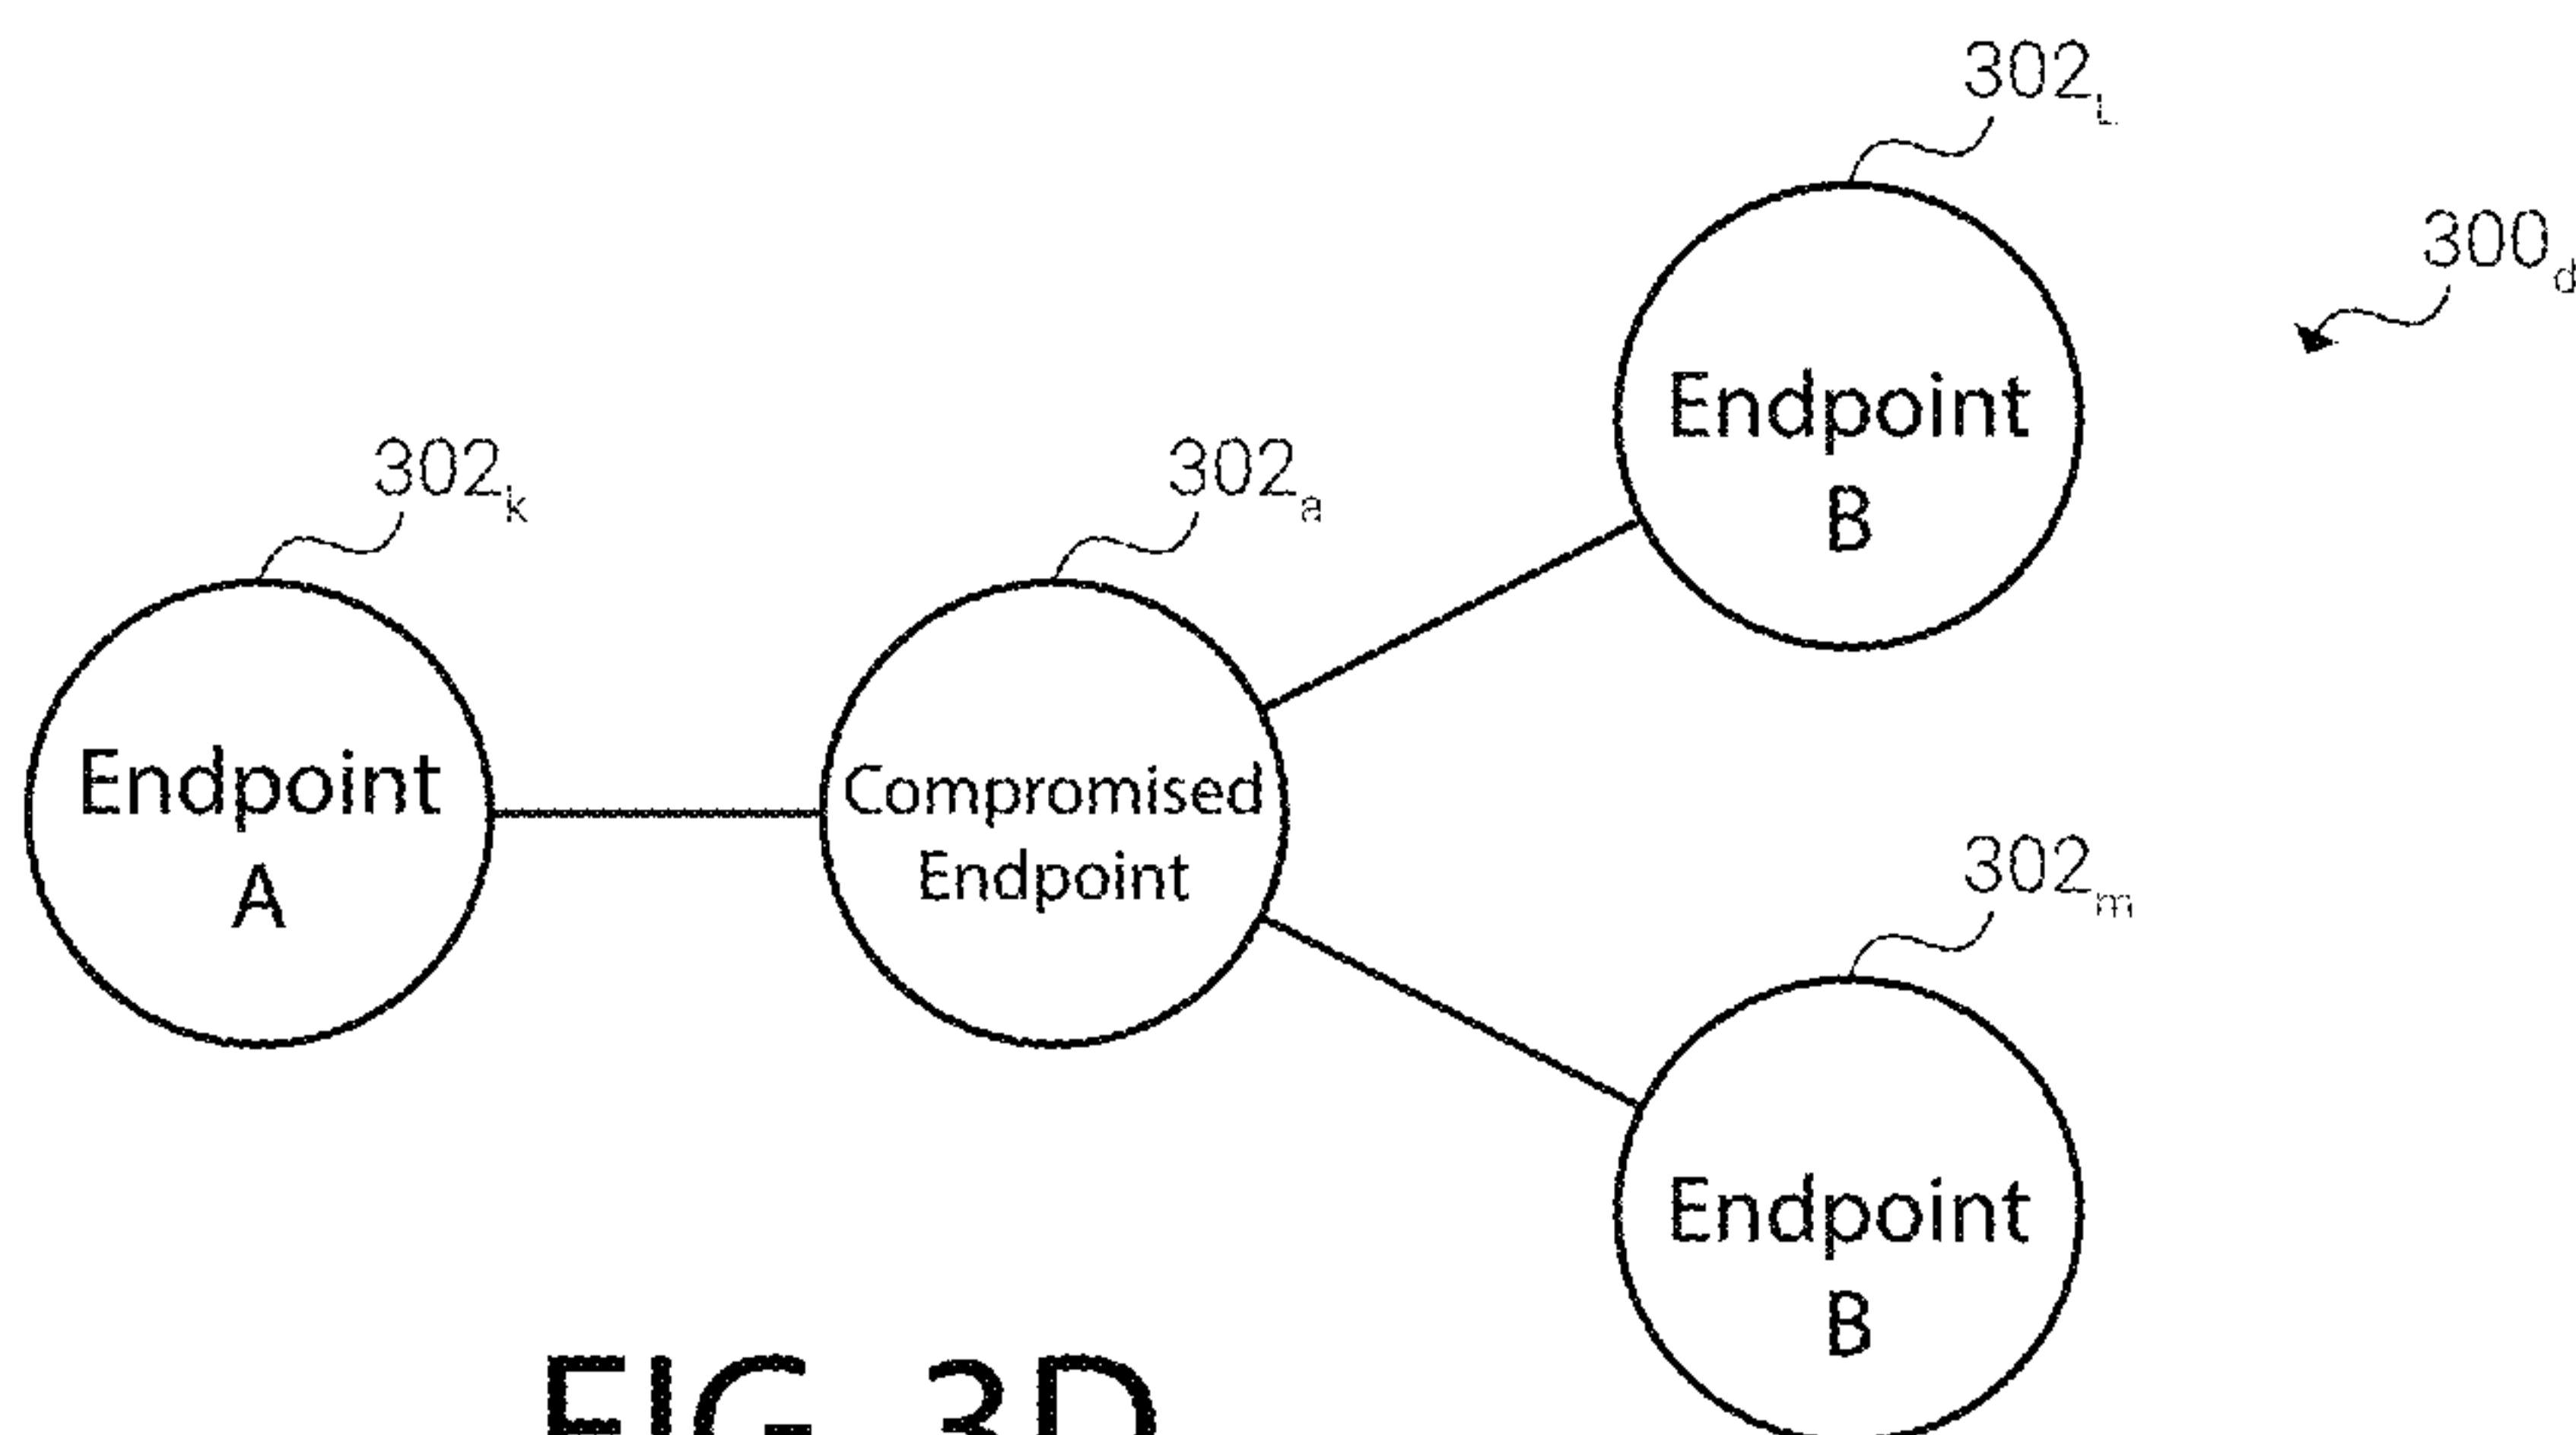 302L
300d
302k
302a
Endpoint
B
Endpoint
A
Compromised
Endpoint
302m
Endpoint
B
FIG. 3D